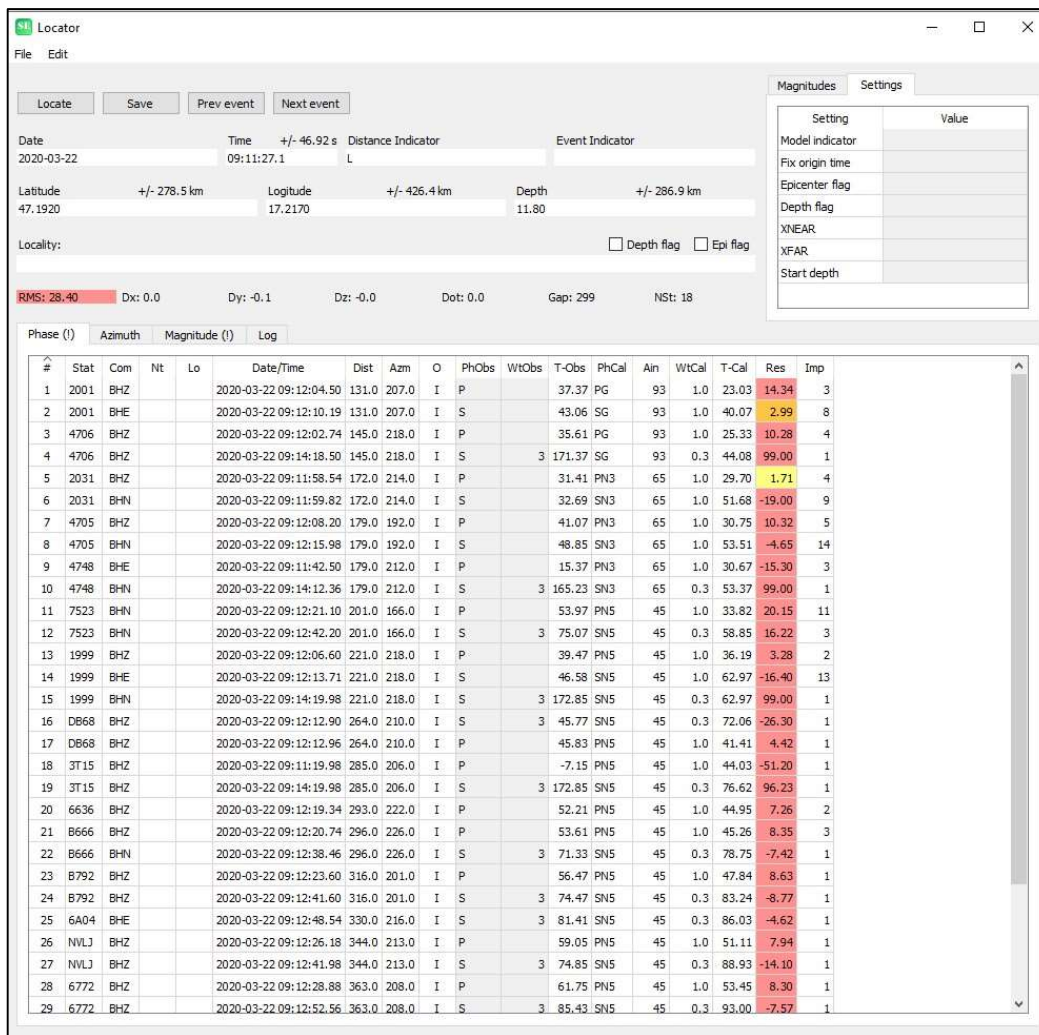 SE Locator
File Edit
Magnitudes Settings
Locate Save Prev event Next event
Setting Value
Date Time +/- 46.92 s Distance Indicator Event Indicator
Model indicator
2020-03-22 09:11:27.1 L
Fix origin time
Epicenter flag
Latitude +/- 278.5 km Logitude +/- 426.4 km Depth +/- 286.9 km
Depth flag
47.1920 17.2170 11.80
XNEAR
Locality: Depth flag Epi flag
XFAR
Start depth
RMS: 28.40 Dx: 0.0 Dy: -0.1 Dz: -0.0 Dot: 0.0 Gap: 299 NSt: 18
Phase (!) Azimuth Magnitude (!) Log
# Stat Com Nt Lo Date/Time Dist Azm O PhObs WtObs T-Obs PhCal Ain WtCal T-Cal Res Imp
1 2001 BHZ 2020-03-22 09:12:04.50 131.0 207.0 I P 37.37 PG 93 1.0 23.03 14.34 3
2 2001 BHE 2020-03-22 09:12:10.19 131.0 207.0 I S 43.06 SG 93 1.0 40.07 2.99 8
3 4706 BHZ 2020-03-22 09:12:02.74 145.0 218.0 I P 35.61 PG 93 1.0 25.33 10.28 4
4 4706 BHZ 2020-03-22 09:14:18.50 145.0 218.0 I S 3 171.37 SG 93 0.3 44.08 99.00 1
5 2031 BHZ 2020-03-22 09:11:58.54 172.0 214.0 I P 31.41 PN3 65 1.0 29.70 1.71 4
6 2031 BHN 2020-03-22 09:11:59.82 172.0 214.0 I S 32.69 SN3 65 1.0 51.68 -19.00 9
7 4705 BHZ 2020-03-22 09:12:08.20 179.0 192.0 I P 41.07 PN3 65 1.0 30.75 10.32 5
8 4705 BHN 2020-03-22 09:12:15.98 179.0 192.0 I S 48.85 SN3 65 1.0 53.51 -4.65 14
9 4748 BHE 2020-03-22 09:11:42.50 179.0 212.0 I P 15.37 PN3 65 1.0 30.67 -15.30 3
10 4748 BHN 2020-03-22 09:14:12.36 179.0 212.0 I S 3 165.23 SN3 65 0.3 53.37 99.00 1
11 7523 BHN 2020-03-22 09:12:21.10 201.0 166.0 I P 53.97 PN5 45 1.0 33.82 20.15 11
12 7523 BHN 2020-03-22 09:12:42.20 201.0 166.0 I S 3 75.07 SN5 45 0.3 58.85 16.22 3
13 1999 BHZ 2020-03-22 09:12:06.60 221.0 218.0 I P 39.47 PN5 45 1.0 36.19 3.28 2
14 1999 BHE 2020-03-22 09:12:13.71 221.0 218.0 I S 46.58 SN5 45 1.0 62.97 -16.40 13
15 1999 BHN 2020-03-22 09:14:19.98 221.0 218.0 I S 3 172.85 SN5 45 0.3 62.97 99.00 1
16 DB68 BHZ 2020-03-22 09:12:12.90 264.0 210.0 I S 3 45.77 SN5 45 0.3 72.06 -26.30 1
17 DB68 BHZ 2020-03-22 09:12:12.96 264.0 210.0 I P 45.83 PN5 45 1.0 41.41 4.42 1
18 3T15 BHZ 2020-03-22 09:11:19.98 285.0 206.0 I P -7.15 PN5 45 1.0 44.03 -51.20 1
19 3T15 BHZ 2020-03-22 09:14:19.98 285.0 206.0 I S 3 172.85 SN5 45 0.3 76.62 96.23 1
20 6636 BHZ 2020-03-22 09:12:19.34 293.0 222.0 I P 52.21 PN5 45 1.0 44.95 7.26 2
21 B666 BHZ 2020-03-22 09:12:20.74 296.0 226.0 I P 53.61 PN5 45 1.0 45.26 8.35 3
22 B666 BHN 2020-03-22 09:12:38.46 296.0 226.0 I S 3 71.33 SN5 45 0.3 78.75 -7.42 1
23 B792 BHZ 2020-03-22 09:12:23.60 316.0 201.0 I P 56.47 PN5 45 1.0 47.84 8.63 1
24 B792 BHZ 2020-03-22 09:12:41.60 316.0 201.0 I S 3 74.47 SN5 45 0.3 83.24 -8.77 1
25 6A04 BHE 2020-03-22 09:12:48.54 330.0 216.0 I S 3 81.41 SN5 45 0.3 86.03 -4.62 1
26 NVLJ BHZ 2020-03-22 09:12:26.18 344.0 213.0 I P 59.05 PN5 45 1.0 51.11 7.94 1
27 NVLJ BHZ 2020-03-22 09:12:41.98 344.0 213.0 I S 3 74.85 SN5 45 0.3 88.93 -14.10 1
28 6772 BHZ 2020-03-22 09:12:28.88 363.0 208.0 I P 61.75 PN5 45 1.0 53.45 8.30 1
29 6772 BHZ 2020-03-22 09:12:52.56 363.0 208.0 I S 3 85.43 SN5 45 0.3 93.00 -7.57 1